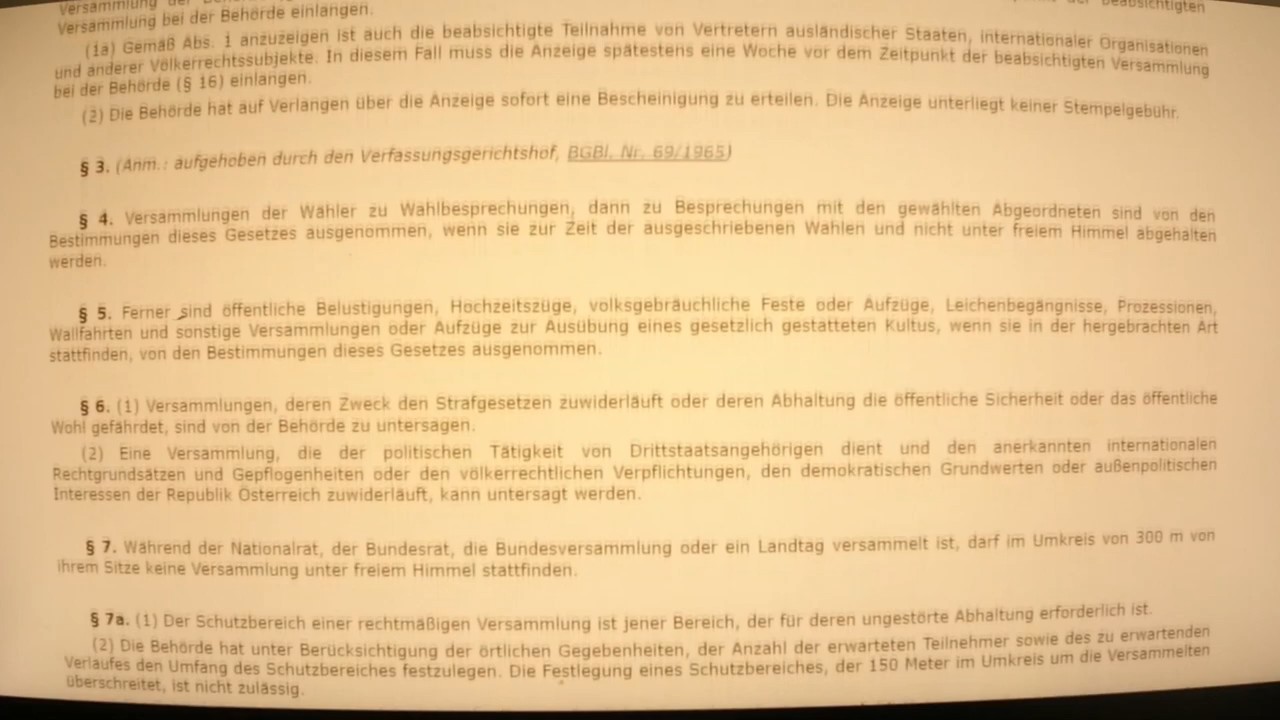 Versammlung der
beabsichtigten
Versammlung bei der Behörde einlangen.
(1a) Gemäß Abs. 1 anzuzeigen ist auch die beabsichtigte Teilnahme von Vertretern ausländischer Staaten, internationaler Organisationen
und anderer Völkerrechtssubjekte. In diesem Fall muss die Anzeige spätestens eine Woche vor dem Zeitpunkt der beabsichtigten Versammlung
bei der Behörde (§ 16) einlangen.
(2) Die Behörde hat auf Verlangen über die Anzeige sofort eine Bescheinigung zu erteilen. Die Anzeige unterliegt keiner Stempelgebühr.
§ 3. (Anm.: aufgehoben durch den Verfassungsgerichtshof, BGBl. Nr. 69/1965)
§ 4. Versammlungen der Wähler zu Wahlbesprechungen, dann zu Besprechungen mit den gewählten Abgeordneten sind von den
Bestimmungen dieses Gesetzes ausgenommen, wenn sie zur Zeit der ausgeschriebenen Wahlen und nicht unter freiem Himmel abgehalten
werden.
§ 5. Ferner sind öffentliche Belustigungen, Hochzeitszüge, volksgebräuchliche Feste oder Aufzüge, Leichenbegängnisse, Prozessionen,
Wallfahrten und sonstige Versammlungen oder Aufzüge zur Ausübung eines gesetzlich gestatteten Kultus, wenn sie in der hergebrachten Art
stattfinden, von den Bestimmungen dieses Gesetzes ausgenommen.
§ 6. (1) Versammlungen, deren Zweck den Strafgesetzen zuwiderläuft oder deren Abhaltung die öffentliche Sicherheit oder das öffentliche
Wohl gefährdet, sind von der Behörde zu untersagen.
(2) Eine Versammlung, die der politischen Tätigkeit von Drittstaatsangehörigen dient und den anerkannten internationalen
Rechtgrundsätzen und Gepflogenheiten oder den völkerrechtlichen Verpflichtungen, den demokratischen Grundwerten oder außenpolitischen
Interessen der Republik Österreich zuwiderläuft, kann untersagt werden.
§ 7. Während der Nationalrat, der Bundesrat, die Bundesversammlung oder ein Landtag versammelt ist, darf im Umkreis von 300 m von
ihrem Sitze keine Versammlung unter freiem Himmel stattfinden.
§ 7a. (1) Der Schutzbereich einer rechtmäßigen Versammlung ist jener Bereich, der für deren ungestörte Abhaltung erforderlich ist.
(2) Die Behörde hat unter Berücksichtigung der örtlichen Gegebenheiten, der Anzahl der erwarteten Teilnehmer sowie des zu erwartenden
Verlaufes den Umfang des Schutzbereiches festzulegen. Die Festlegung eines Schutzbereiches, der 150 Meter im Umkreis um die Versammelten
überschreitet, ist nicht zulässig.